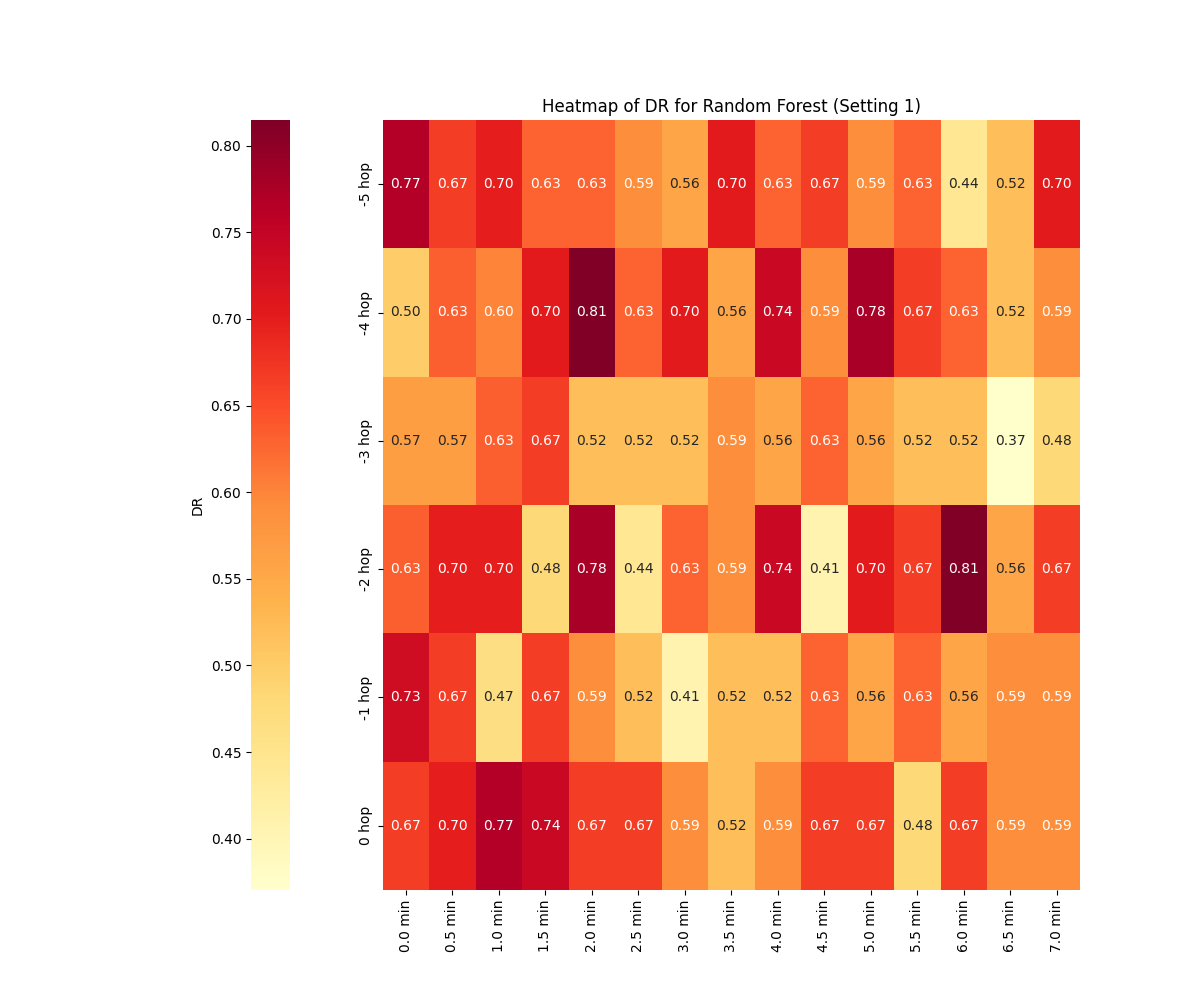 Heatmap of DR for Random Forest (Setting 1)
DR
0.80
0.75
0.70
0.65
0.60
0.55
0.50
0.45
0.40
-5 hop 0.77 0.67 0.70 0.63 0.63 0.59 0.56 0.70 0.63 0.67 0.59 0.63 0.44 0.52 0.70
-4 hop 0.50 0.63 0.60 0.70 0.81 0.63 0.70 0.56 0.74 0.59 0.78 0.67 0.63 0.52 0.59
-3 hop 0.57 0.57 0.63 0.67 0.52 0.52 0.52 0.59 0.56 0.63 0.56 0.52 0.52 0.37 0.48
-2 hop 0.63 0.70 0.70 0.48 0.78 0.44 0.63 0.59 0.74 0.41 0.70 0.67 0.81 0.56 0.67
-1 hop 0.73 0.67 0.47 0.67 0.59 0.52 0.41 0.52 0.52 0.63 0.56 0.63 0.56 0.59 0.59
0 hop 0.67 0.70 0.77 0.74 0.67 0.67 0.59 0.52 0.59 0.67 0.67 0.48 0.67 0.59 0.59
0.0 min 0.5 min 1.0 min 1.5 min 2.0 min 2.5 min 3.0 min 3.5 min 4.0 min 4.5 min 5.0 min 5.5 min 6.0 min 6.5 min 7.0 min